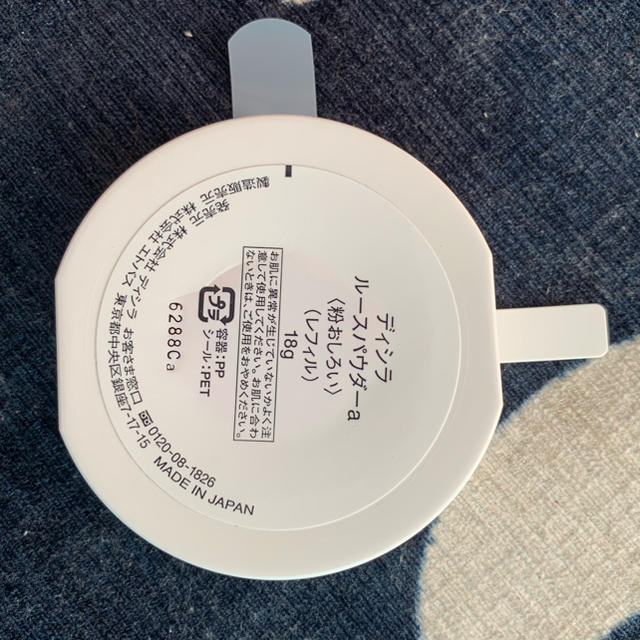 ディシラ
ルースパウダーa
〈粉おしろい〉
(レフィル)
18g
お肌に異常が生じていないかよく注
意して使用してください。お肌に合わ
ないときは、ご使用をおやめください。
プラ
容器:PP
シール:PET
6288Ca
発売元 株式会社 ディシラ お客さま窓口 0120-08-1826
製造販売元 株式会社 エトバス 東京都中央区銀座7-17-15 MADE IN JAPAN